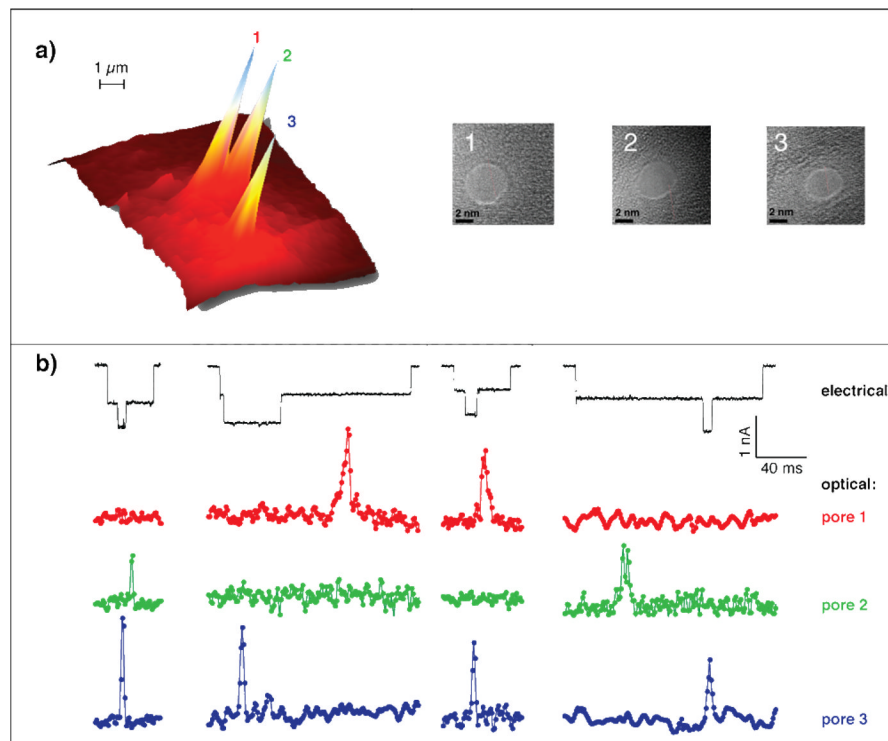 a)
1 µm
1
2
3
1
2 nm
2
2 nm
3
2 nm
b)
electrical
1 nA
40 ms
optical:
pore 1
pore 2
pore 3